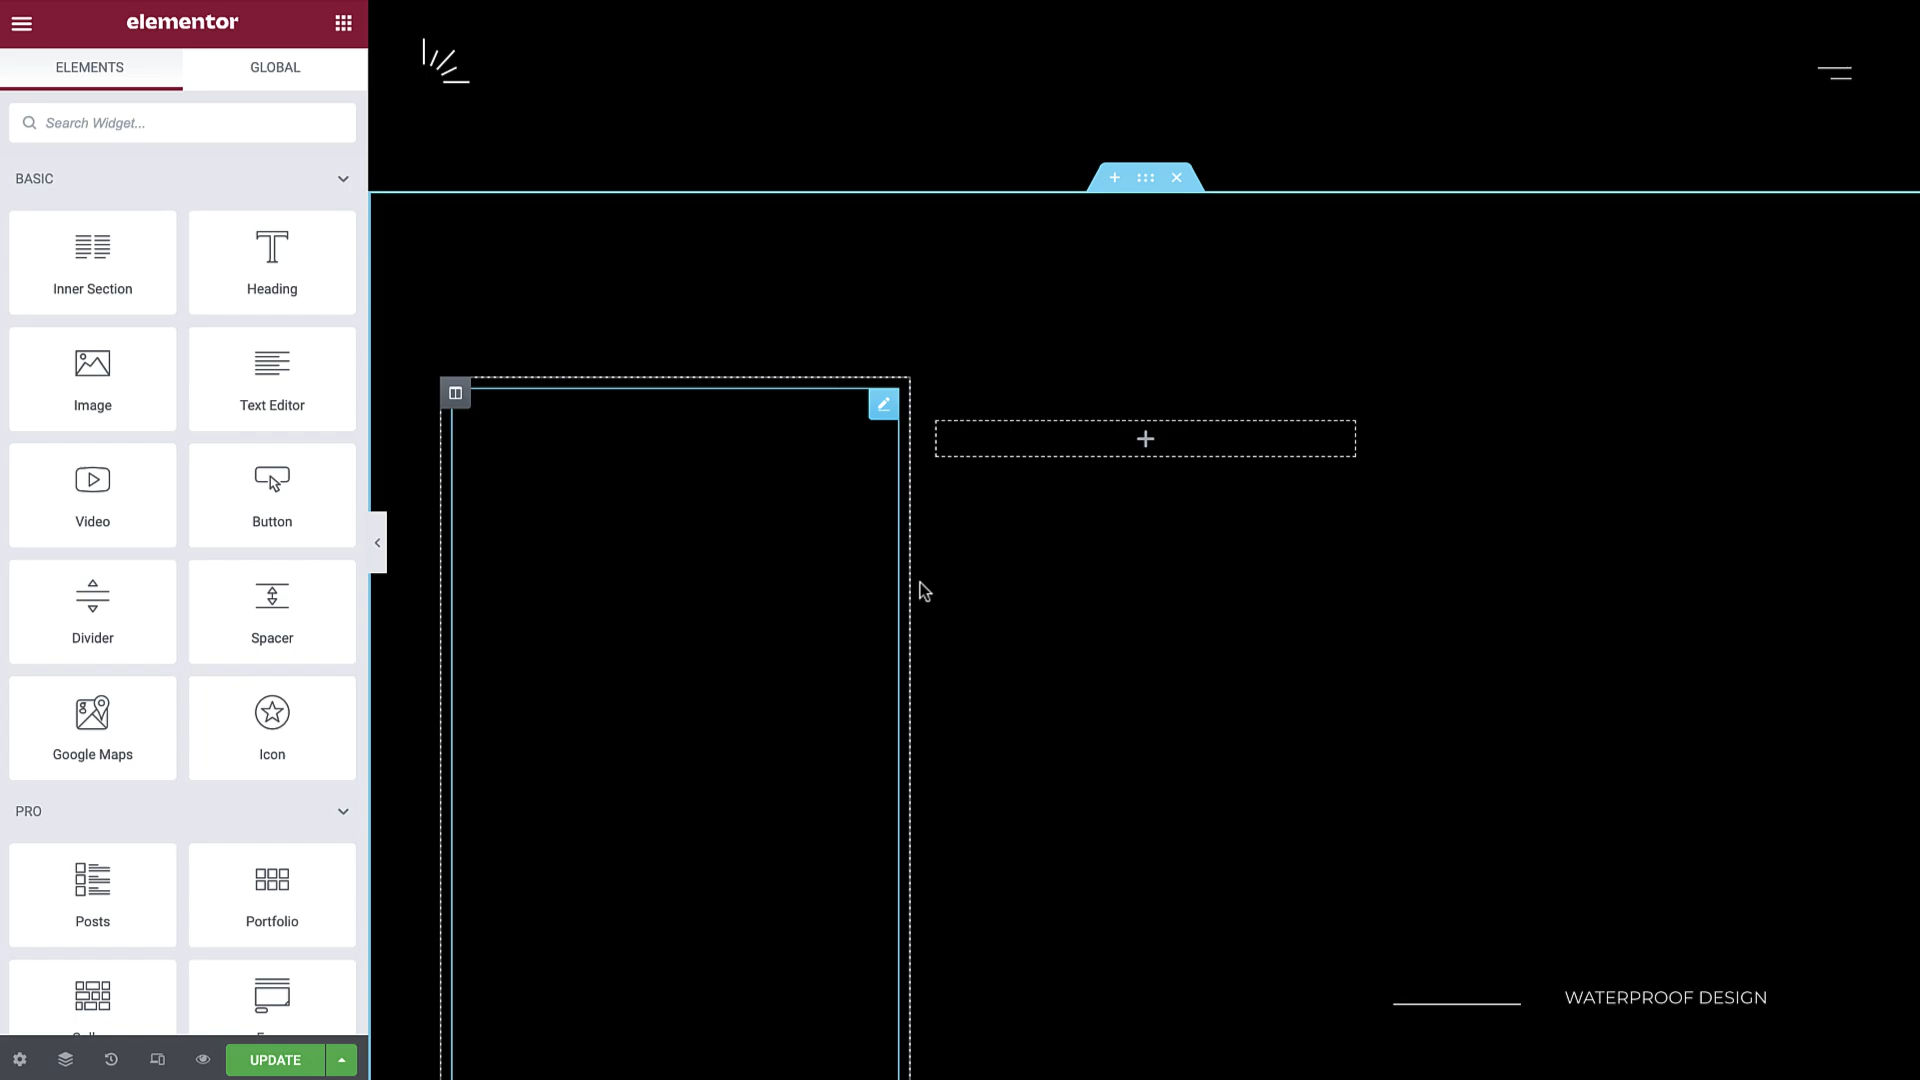 elementor
ELEMENTS
GLOBAL
Search Widget...
BASIC
Inner Section
Heading
Image
Text Editor
Video
Button
Divider
Spacer
Google Maps
Icon
PRO
Posts
Portfolio
UPDATE
WATERPROOF DESIGN